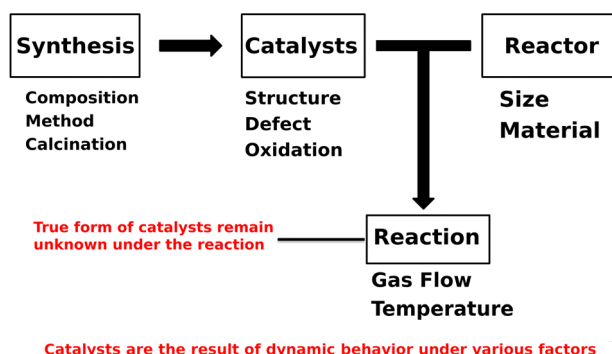 Synthesis
Catalysts
Reactor
Composition
Method
Calcination
Structure
Defect
Oxidation
Size
Material
True form of catalysts remain
unknown under the reaction
Reaction
Gas Flow
Temperature
Catalysts are the result of dynamic behavior under various factors